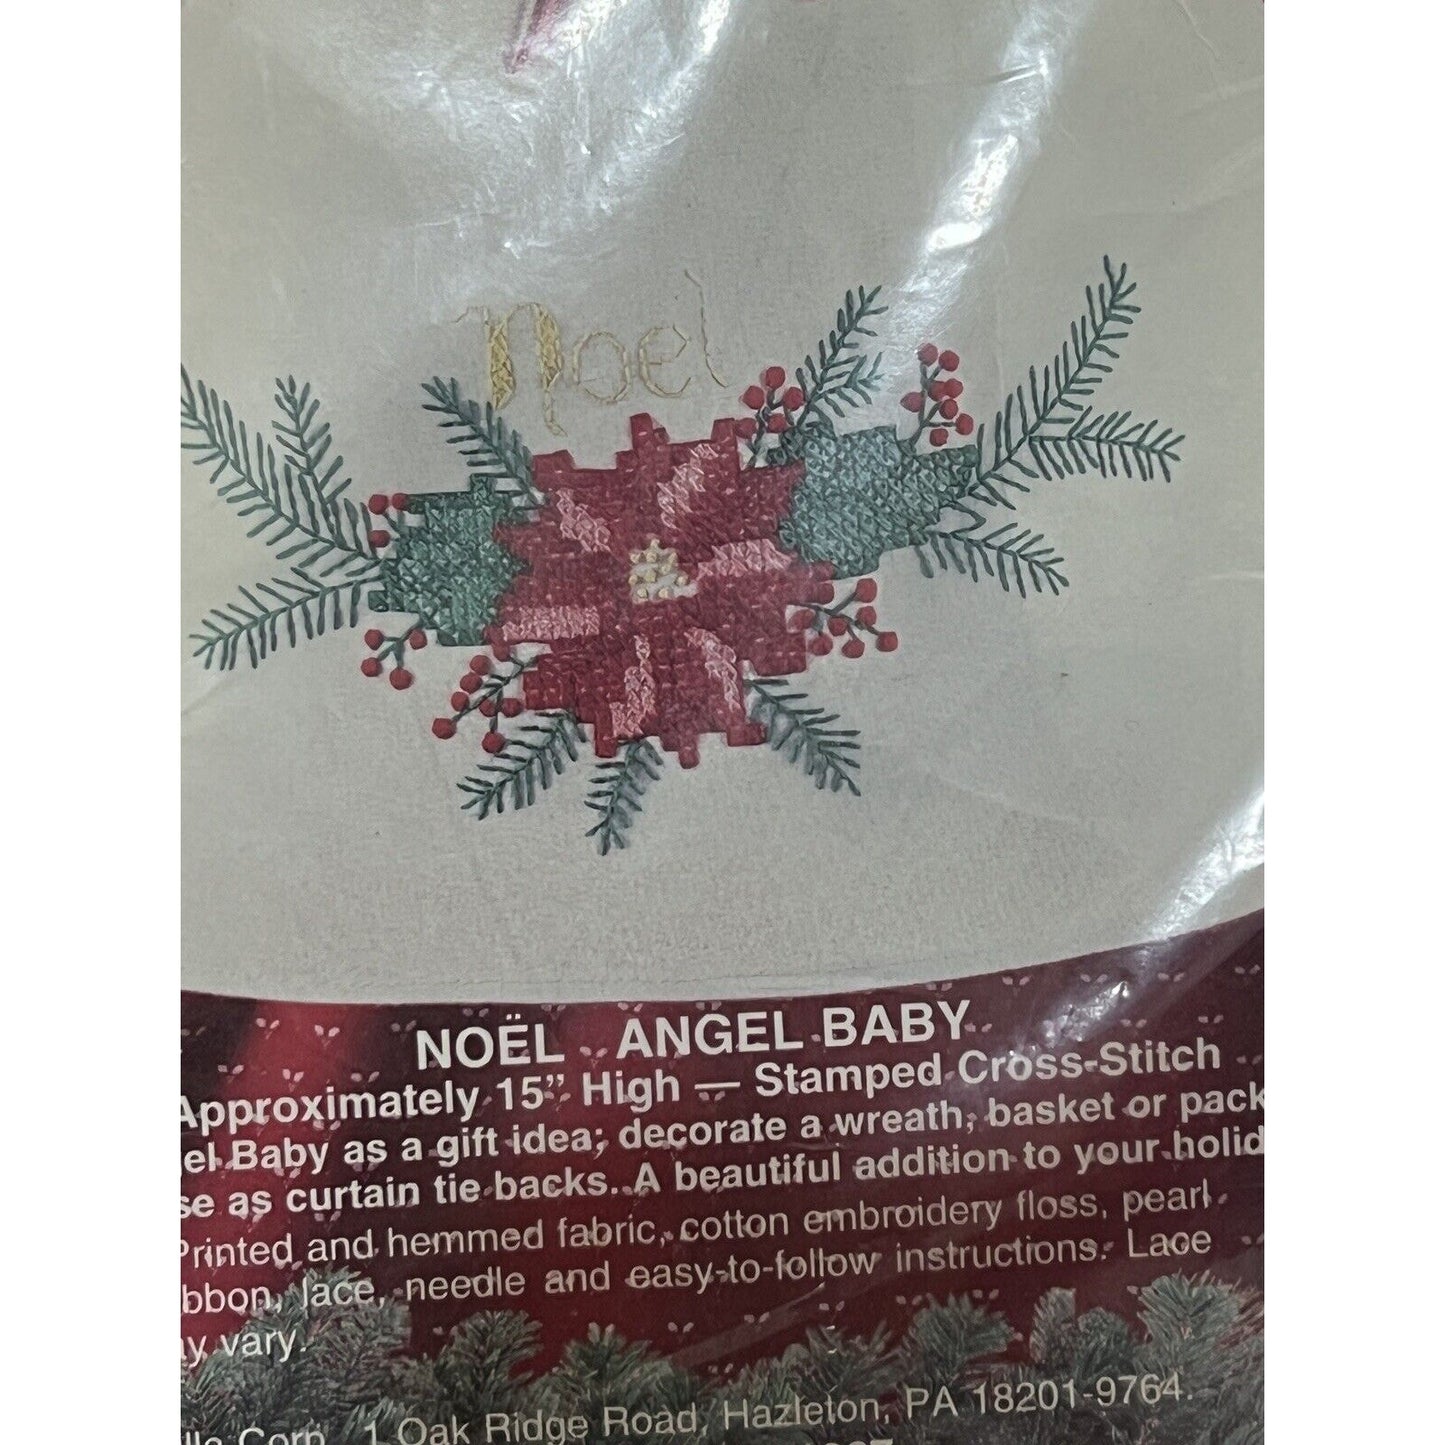 Noel
NOËL ANGEL BABY
Approximately 15” High — Stamped Cross-Stitch
el Baby as a gift idea; decorate a wreath, basket or pack
se as curtain tie backs. A beautiful addition to your holid
Printed and hemmed fabric, cotton embroidery floss, pearl
bbon, lace, needle and easy-to-follow instructions. Lace
ay vary.
Corp. 1 Oak Ridge Road, Hazleton, PA 18201-9764.